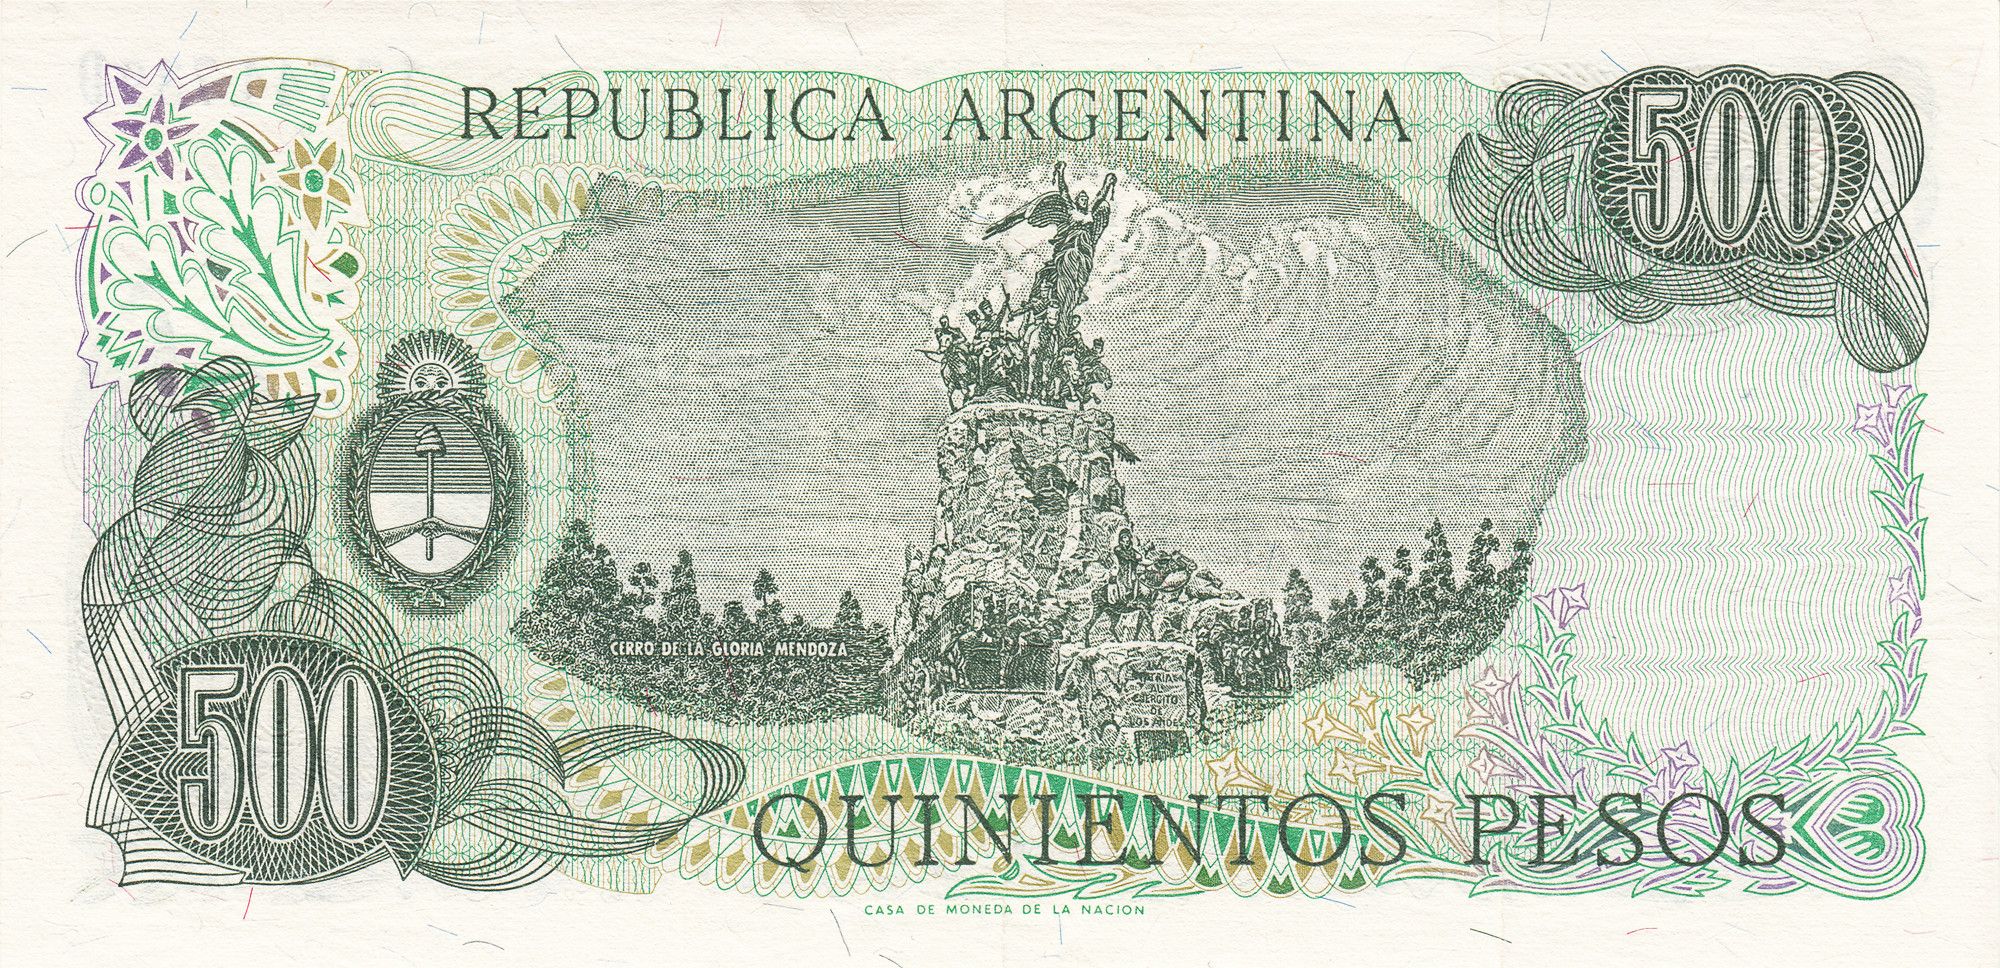 REPUBLICA ARGENTINA
500
CERRO DE LA GLORIA MENDOZA
PATRIA
AL
EJERCITO
DE
LOS ANDES
500
QUINIENTOS PESOS
CASA DE MONEDA DE LA NACION